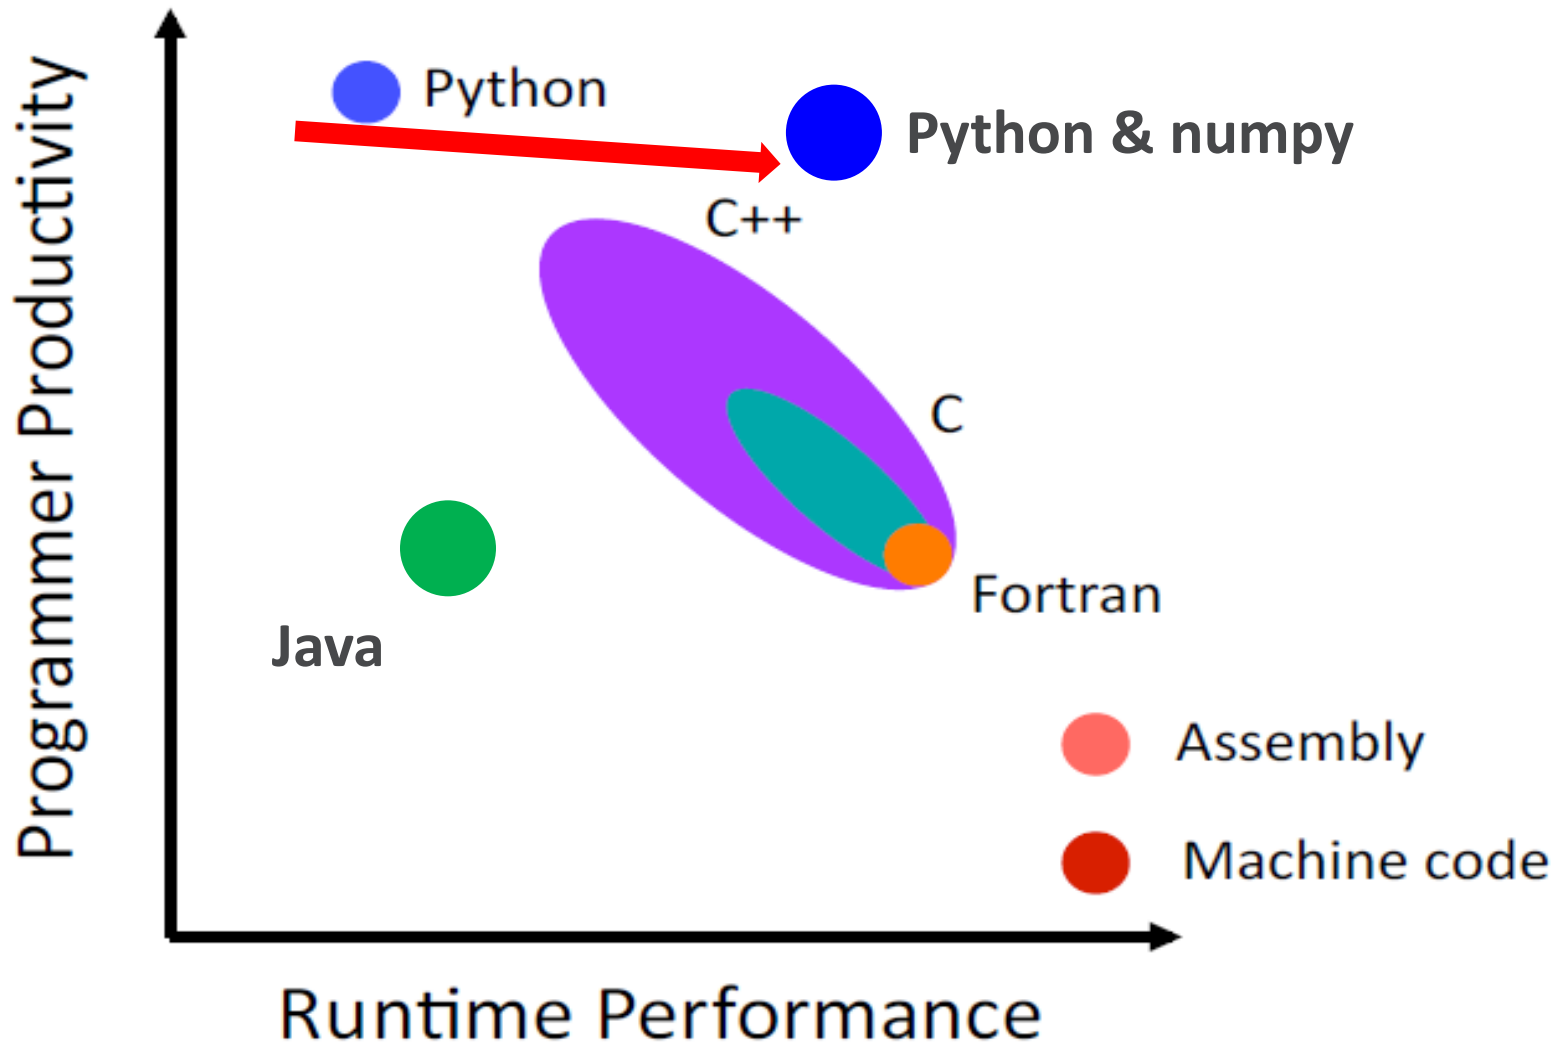 Programmer Productivity
Python
Python & numpy
C++
C
Fortran
Java
Assembly
Machine code
Runtime Performance